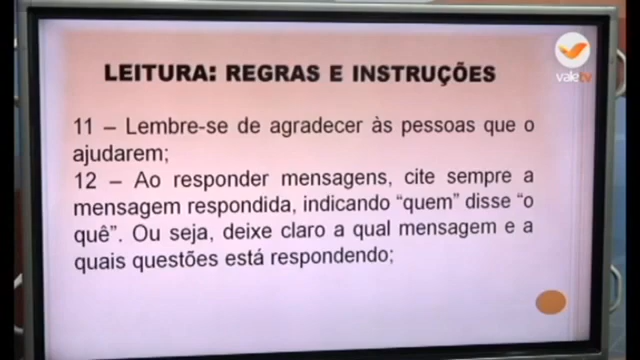 valetv
LEITURA: REGRAS E INSTRUÇÕES
11 – Lembre-se de agradecer às pessoas que o
ajudarem;
12 – Ao responder mensagens, cite sempre a
mensagem respondida, indicando “quem” disse “o
quê”. Ou seja, deixe claro a qual mensagem e a
quais questões está respondendo;